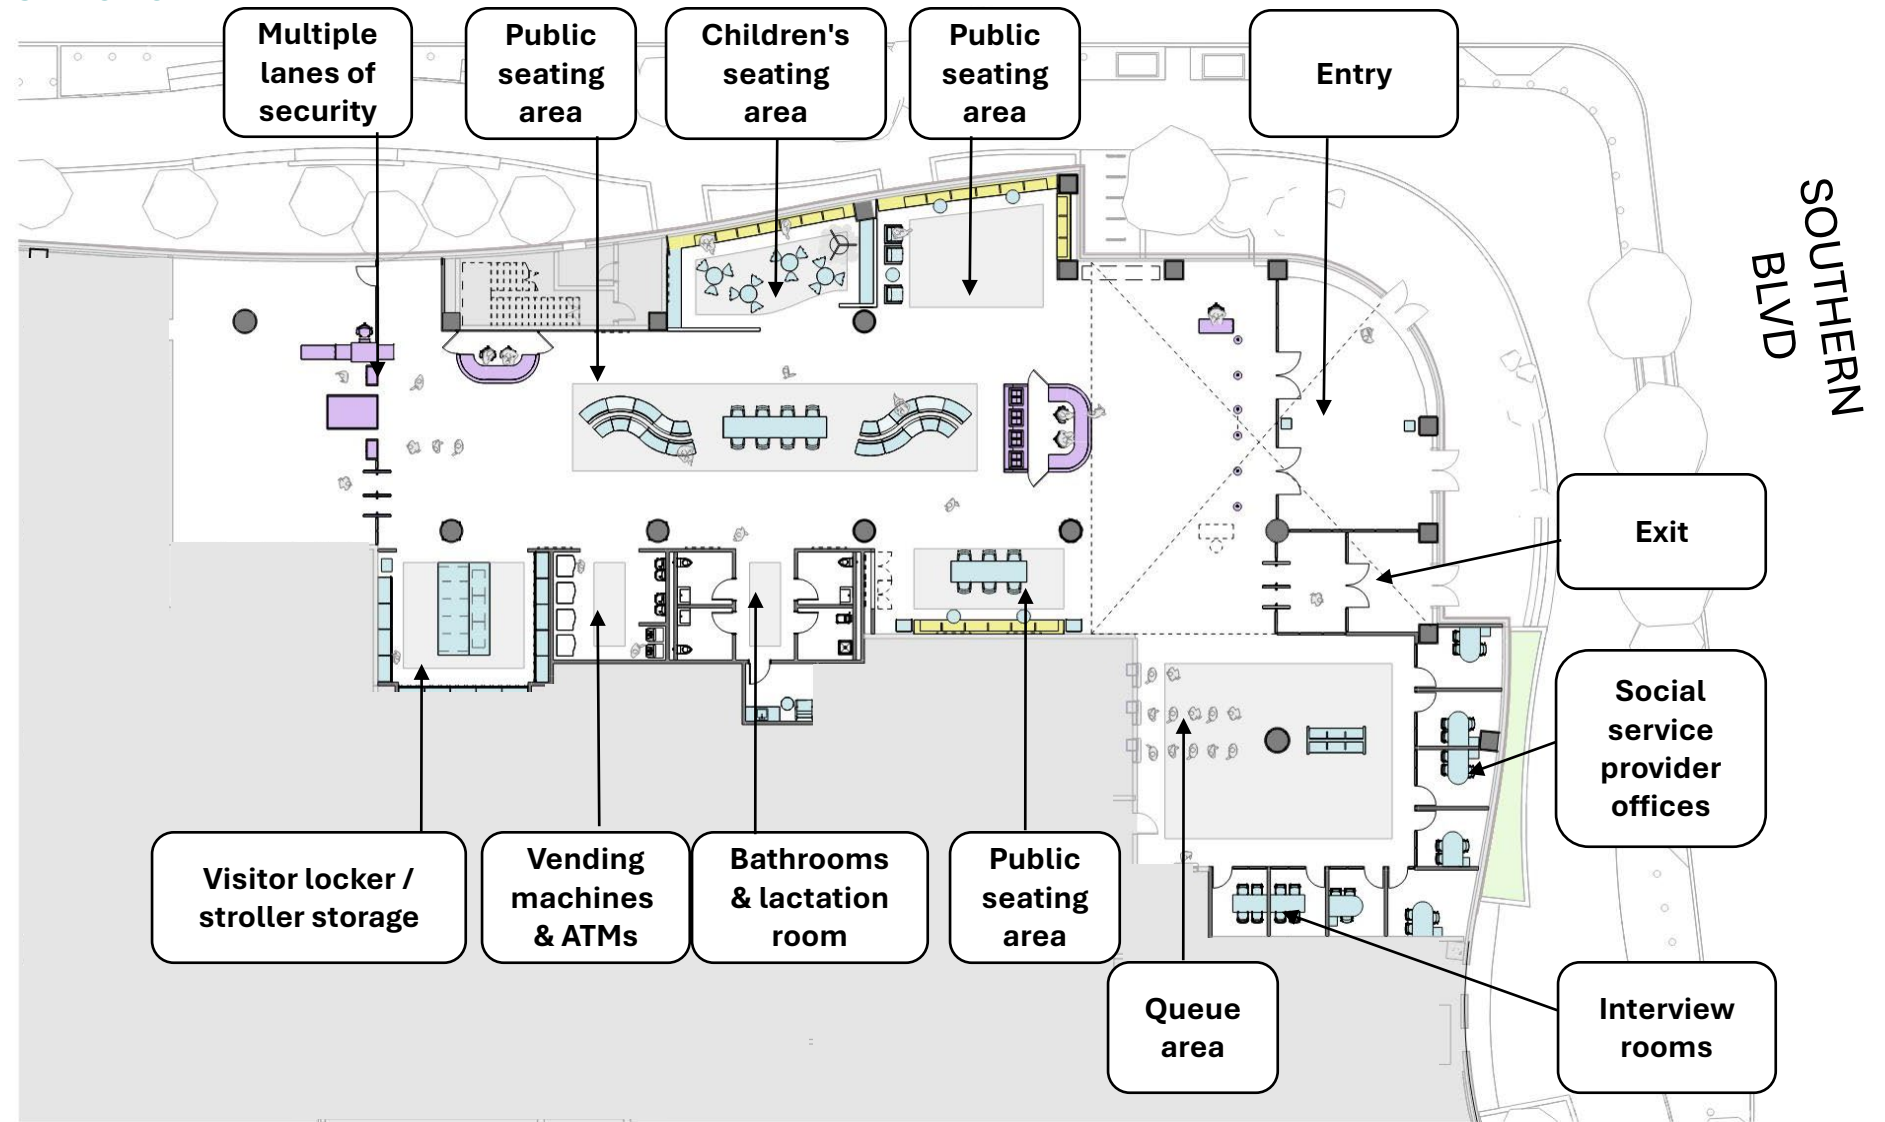 Multiple
lanes of
security
Public
seating
area
Children's
seating
area
Public
seating
area
Entry
SOUTHERN
BLVD
Exit
Social
service
provider
offices
Visitor locker /
stroller storage
Vending
machines
& ATMs
Bathrooms
& lactation
room
Public
seating
area
Queue
area
Interview
rooms